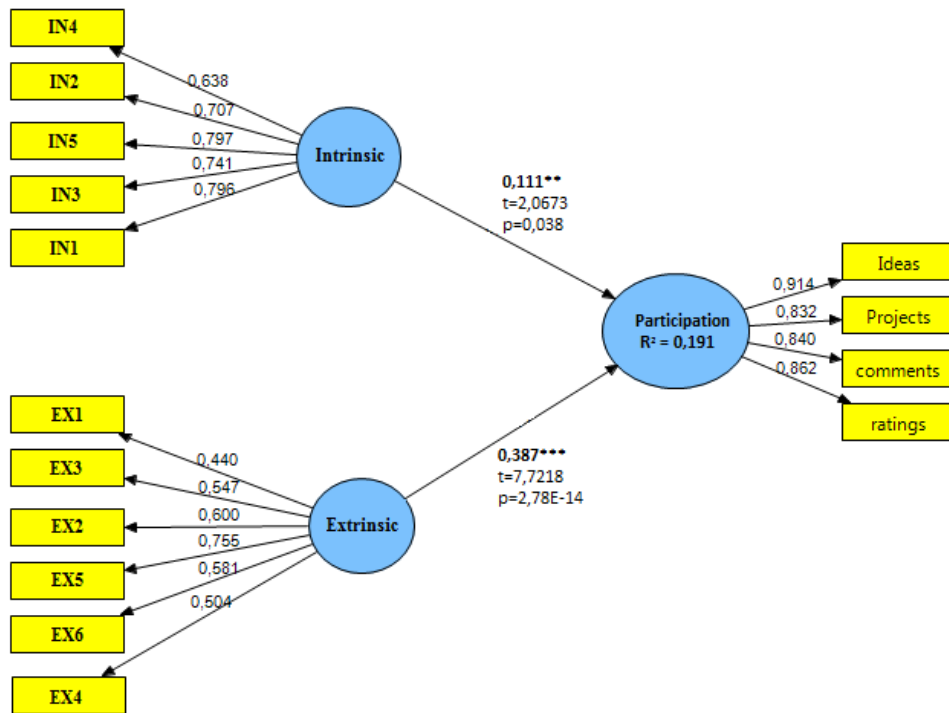 IN4
IN2
IN5
IN3
IN1
0,638
0,707
0,797
0,741
0,796
Intrinsic
0,111**
t=2,0673
p=0,038
EX1
EX3
EX2
EX5
EX6
EX4
0,440
0,547
0,600
0,755
0,581
0,504
Extrinsic
0,387***
t=7,7218
p=2,78E-14
Participation
R² = 0,191
0,914
0,832
0,840
0,862
Ideas
Projects
comments
ratings